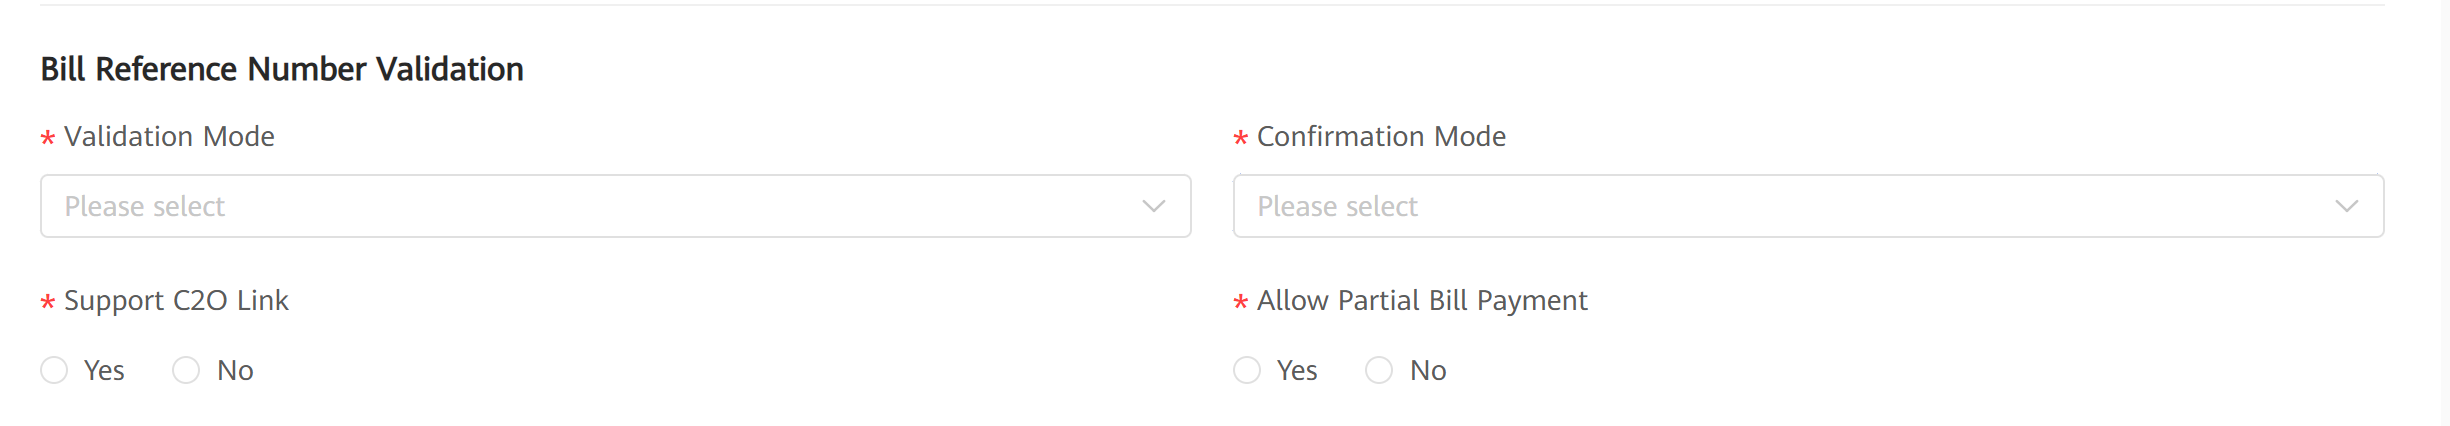 Bill Reference Number Validation
* Validation Mode
* Confirmation Mode
Please select
Please select
* Support C2O Link
* Allow Partial Bill Payment
Yes No
Yes No